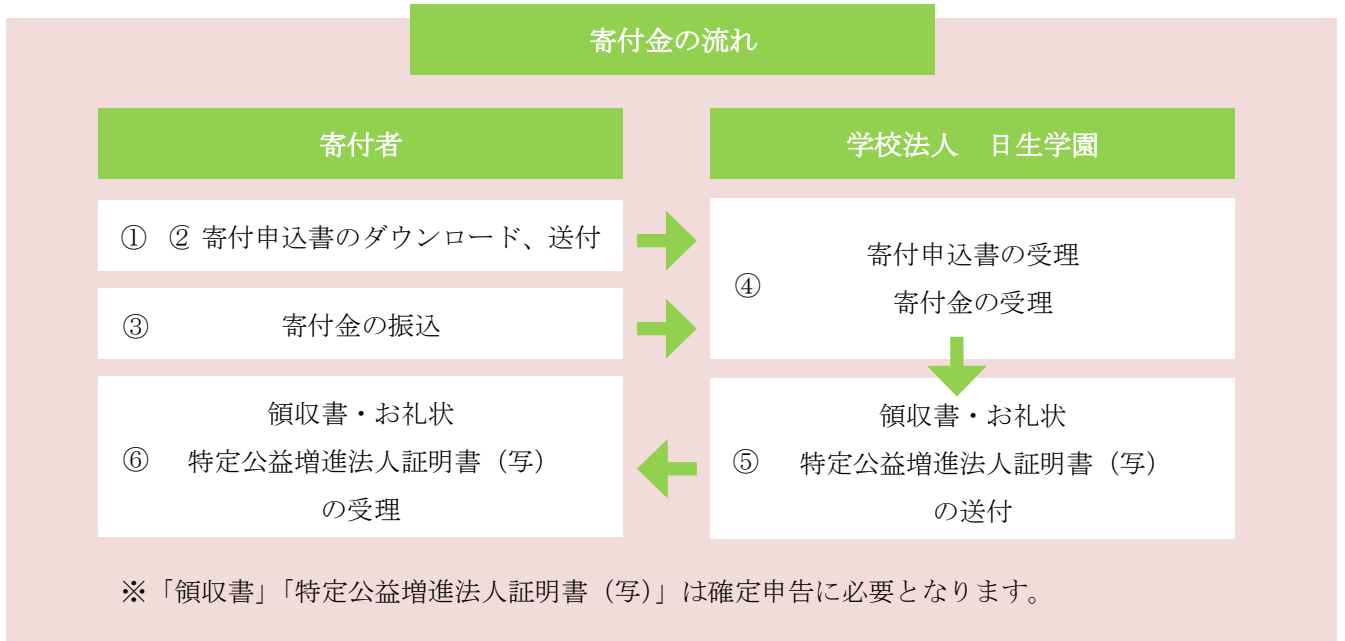 寄付金の流れ
寄付者
学校法人　日生学園
① ② 寄付申込書のダウンロード、送付
③ 寄付金の振込
④
寄付申込書の受理
寄付金の受理
領収書・お礼状
⑥ 特定公益増進法人証明書（写）
の受理
領収書・お礼状
⑤ 特定公益増進法人証明書（写）
の送付
※「領収書」「特定公益増進法人証明書（写）」は確定申告に必要となります。